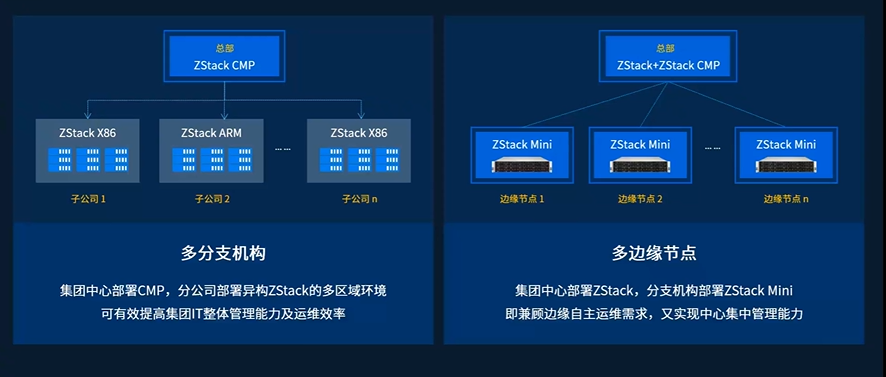 总部
ZStack CMP
ZStack X86
ZStack ARM
... ...
ZStack X86
子公司 1
子公司 2
子公司 n
多分支机构
集团中心部署CMP，分公司部署异构ZStack的多区域环境
可有效提高集团IT整体管理能力及运维效率
总部
ZStack+ZStack CMP
ZStack Mini
ZStack Mini
... ...
ZStack Mini
边缘节点 1
边缘节点 2
边缘节点 n
多边缘节点
集团中心部署ZStack，分支机构部署ZStack Mini
即兼顾边缘自主运维需求，又实现中心集中管理能力